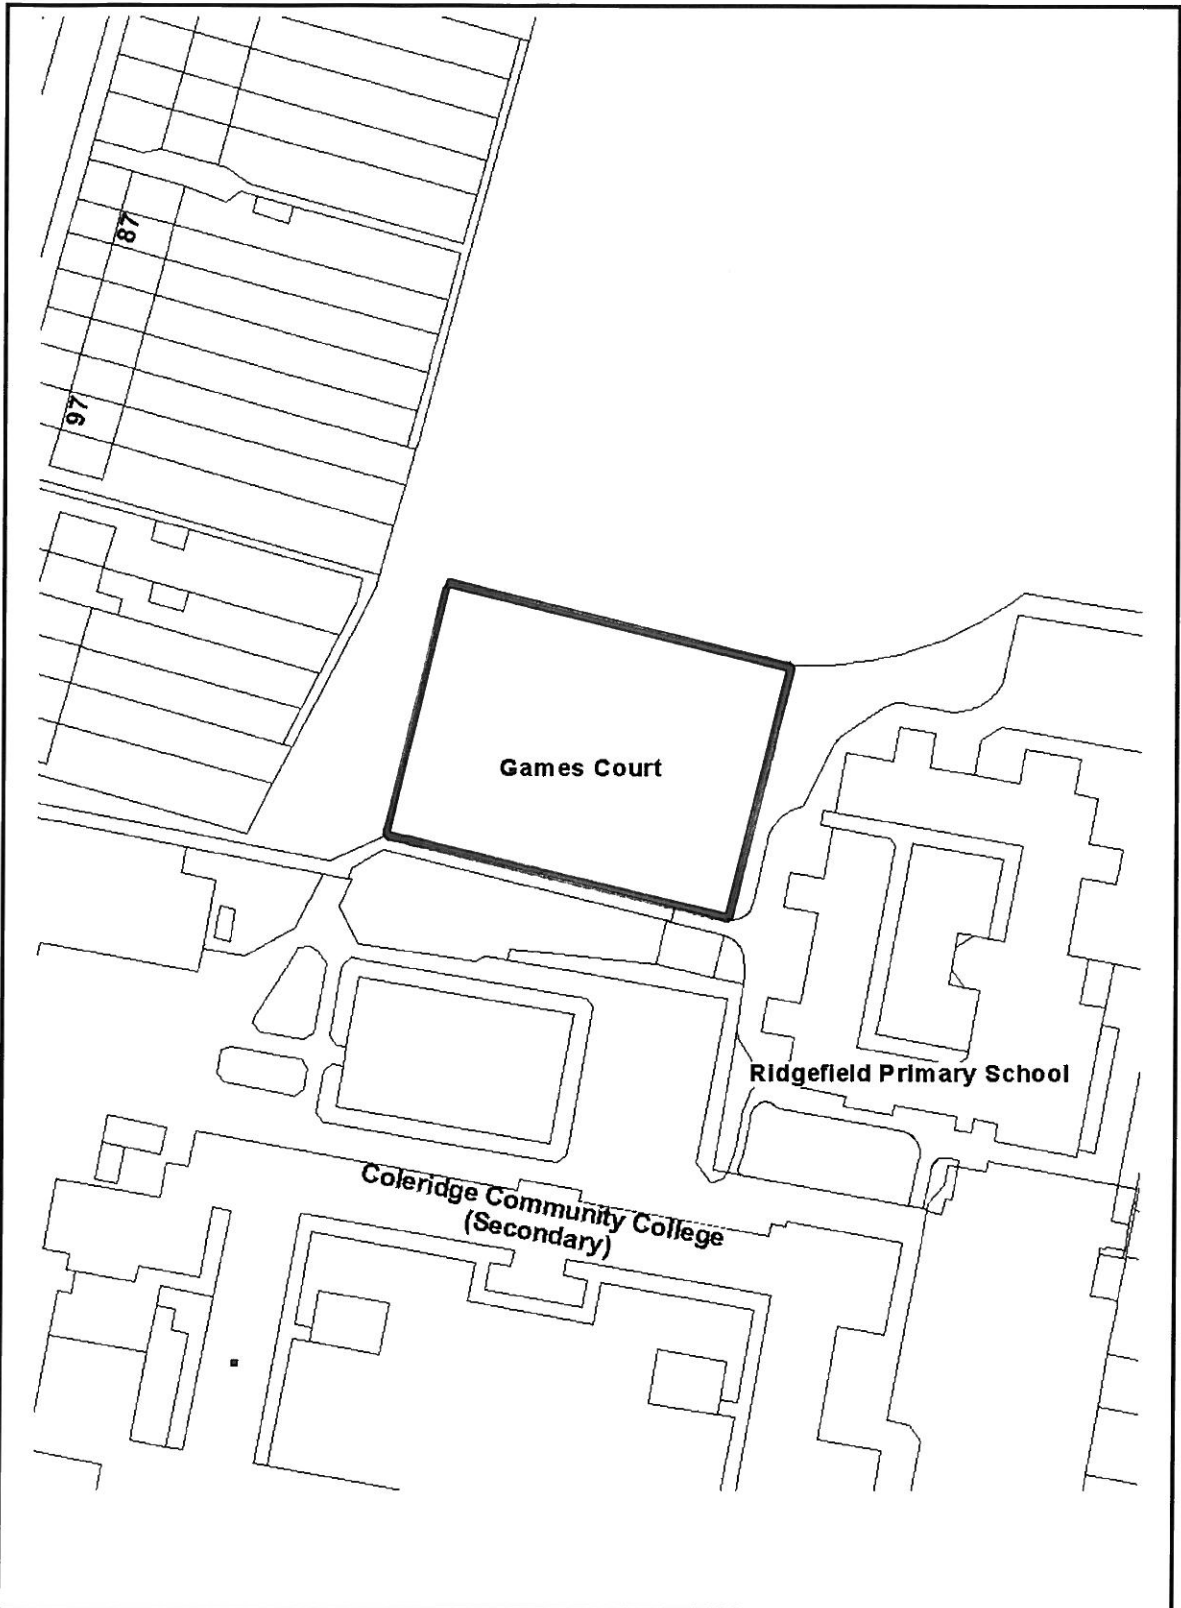 87
97
Games Court
Ridgefield Primary School
Coleridge Community College
(Secondary)